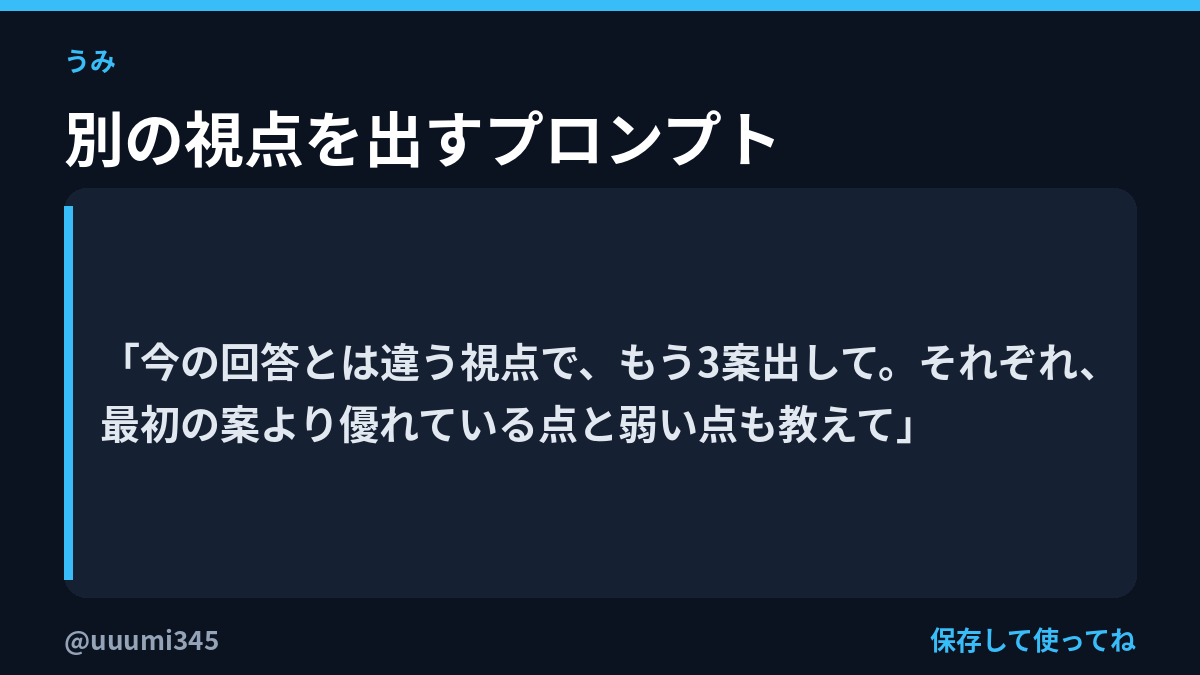 うみ
別の視点を出すプロンプト
「今の回答とは違う視点で、もう3案出して。それぞれ、
最初の案より優れている点と弱い点も教えて」
@uuumi345
保存して使ってね